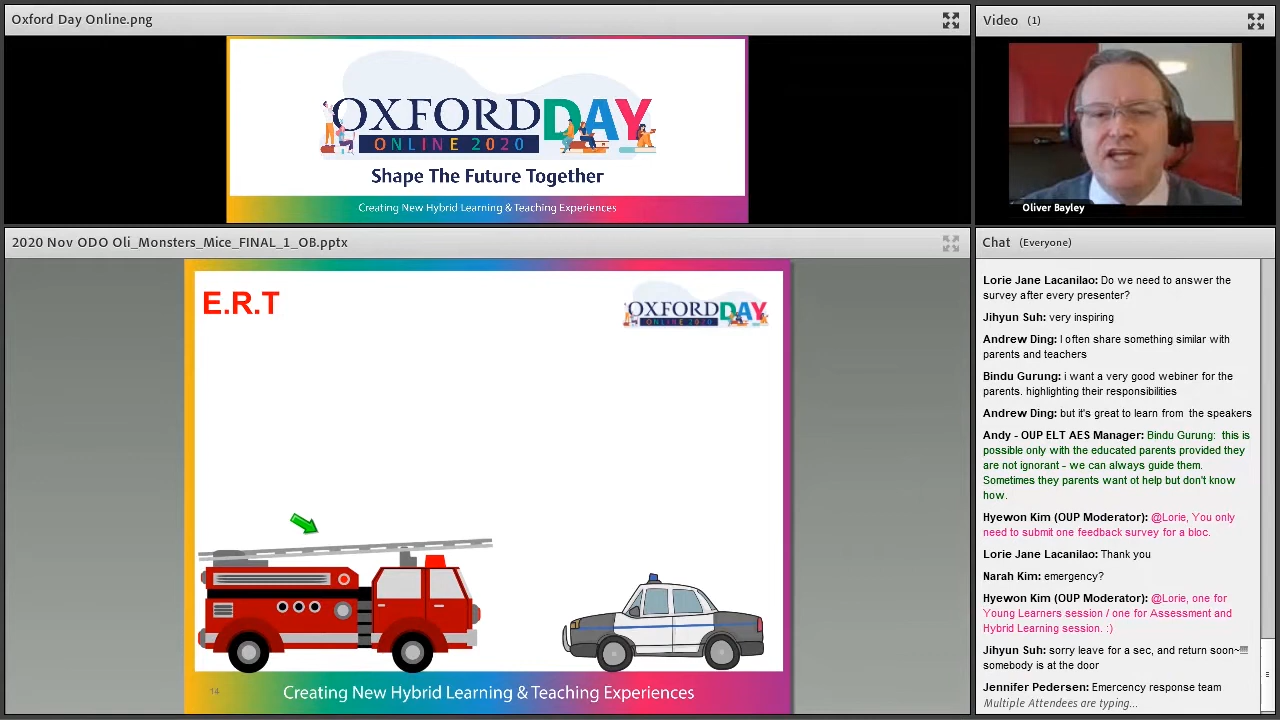 Oxford Day Online.png
OXFORD DAY
ONLINE 2020
Shape The Future Together
Creating New Hybrid Learning & Teaching Experiences
Video (1)
Oliver Bayley
2020 Nov ODO Oli_Monsters_Mice_FINAL_1_OB.pptx
E.R.T
OXFORD DAY
ONLINE 2020
14
Creating New Hybrid Learning & Teaching Experiences
Chat (Everyone)
Lorie Jane Lacanilao: Do we need to answer the
survey after every presenter?
Jihyun Suh: very inspiring
Andrew Ding: I often share something similar with
parents and teachers
Bindu Gurung: i want a very good webiner for the
parents. highlighting their responsibilities
Andrew Ding: but it's great to learn from the speakers
Andy - OUP ELT AES Manager: Bindu Gurung: this is
possible only with the educated parents provided they
are not ignorant - we can always guide them.
Sometimes they parents want ot help but don't know
how.
Hyewon Kim (OUP Moderator): @Lorie, You only
need to submit one feedback survey for a bloc.
Lorie Jane Lacanilao: Thank you
Narah Kim: emergency?
Hyewon Kim (OUP Moderator): @Lorie, one for
Young Learners session / one for Assessment and
Hybrid Learning session. :)
Jihyun Suh: sorry leave for a sec, and return soon~
somebody is at the door
Jennifer Pedersen: Emercency response team
Multiple Attendees are typing...